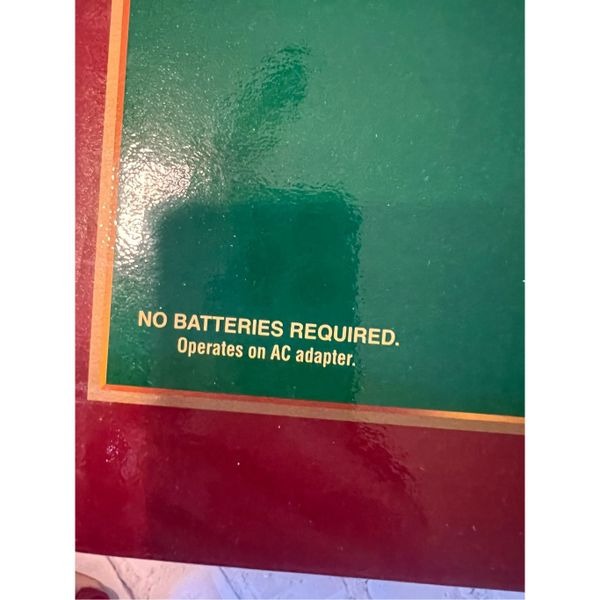 NO BATTERIES REQUIRED.
Operates on AC adapter.